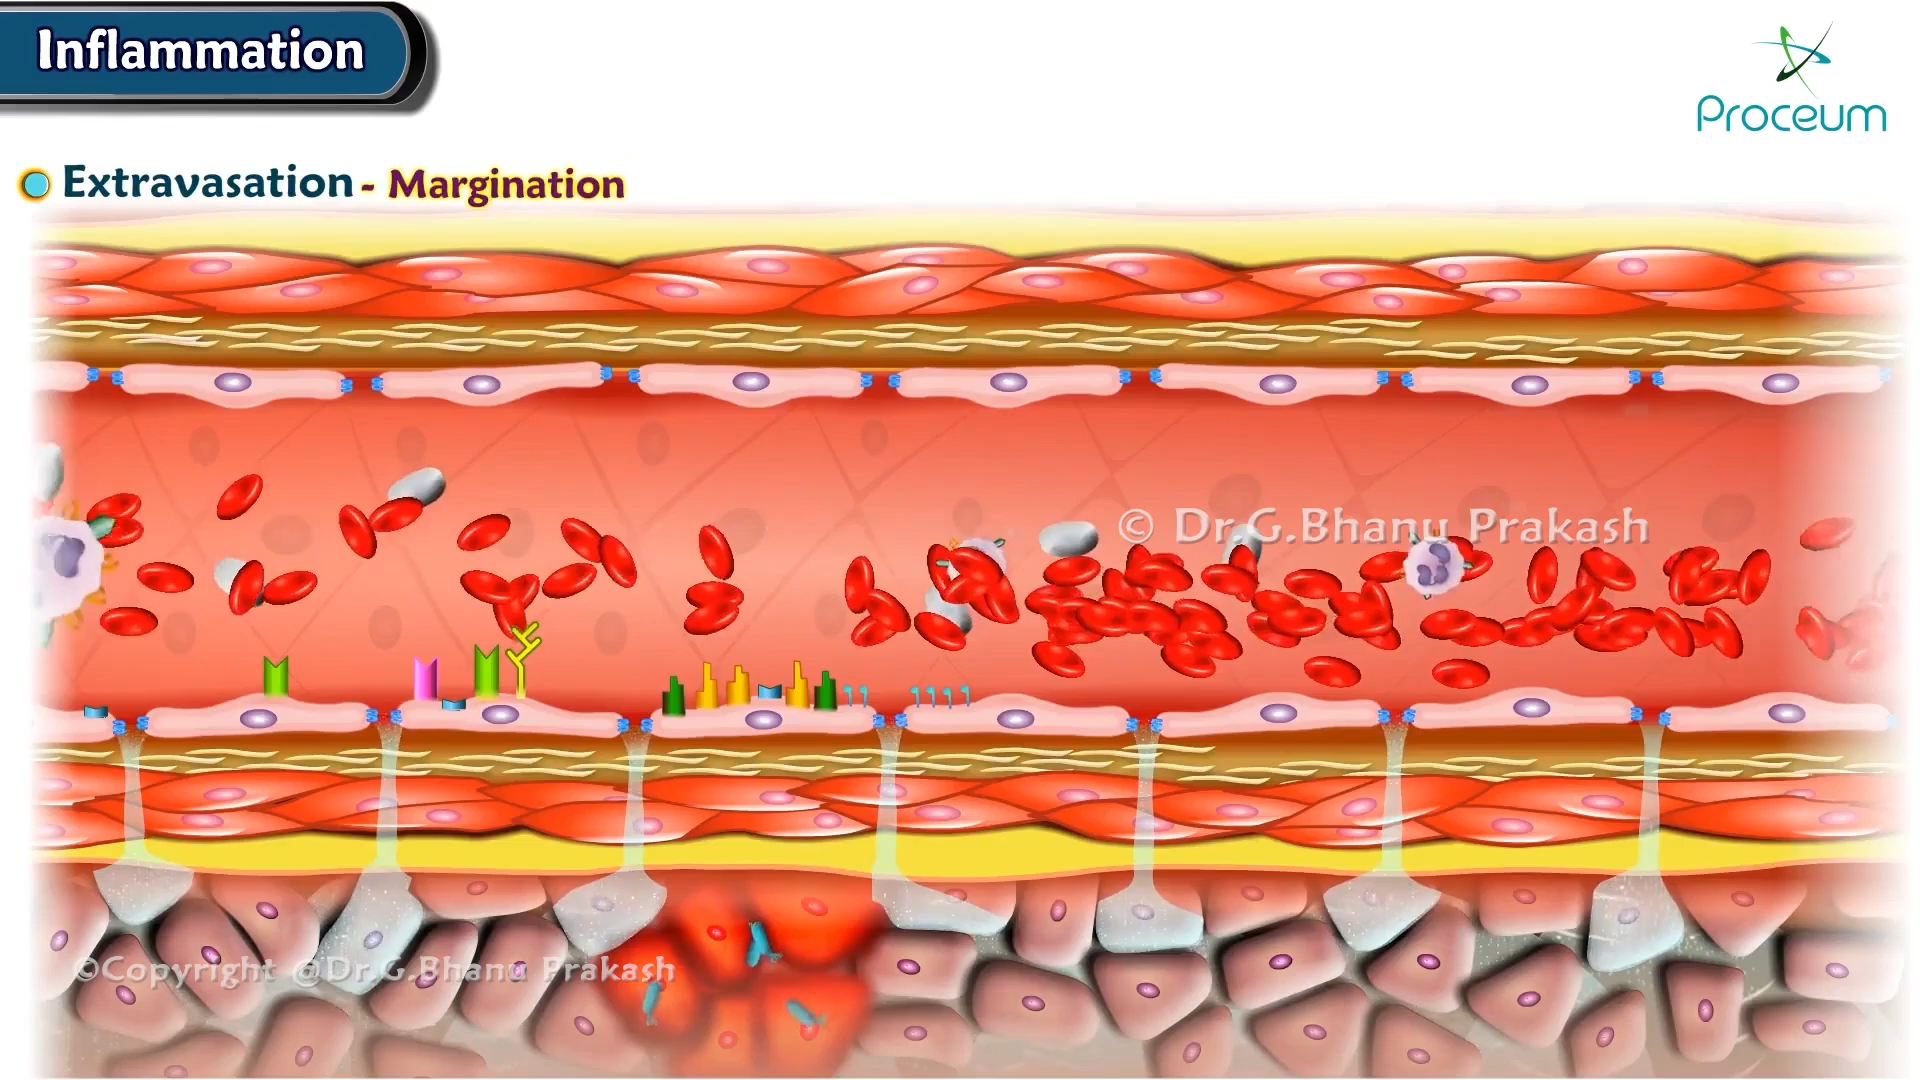 Inflammation
Proceum
Extravasation - Margination
© Dr.G.Bhanu Prakash
©Copyright @Dr.G.Bhanu Prakash